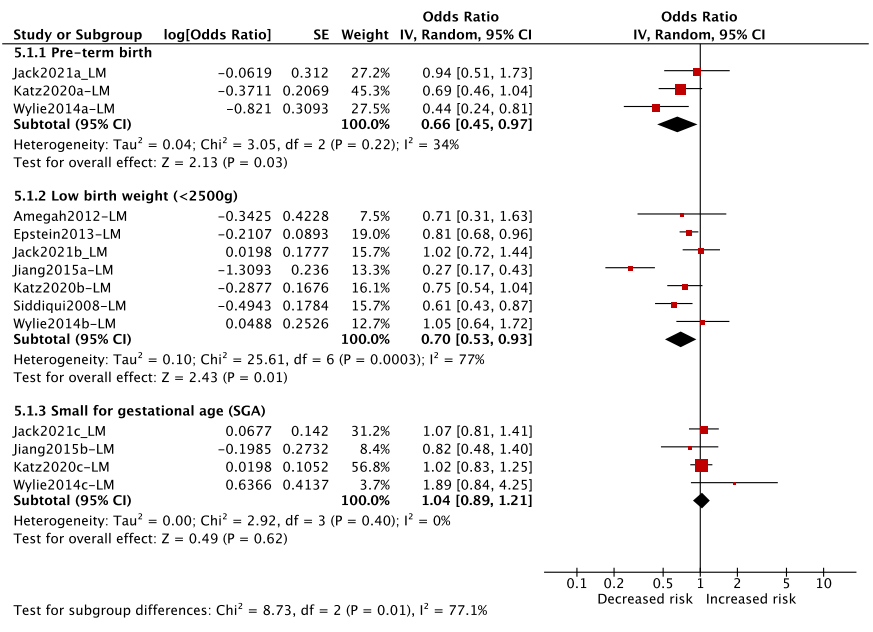 Odds Ratio Odds Ratio
Study or Subgroup log[Odds Ratio] SE Weight IV, Random, 95% CI IV, Random, 95% CI
5.1.1 Pre-term birth
Jack2021a_LM −0.0619 0.312 27.2% 0.94 [0.51, 1.73]
Katz2020a-LM −0.3711 0.2069 45.3% 0.69 [0.46, 1.04]
Wylie2014a-LM −0.821 0.3093 27.5% 0.44 [0.24, 0.81]
Subtotal (95% CI) 100.0% 0.66 [0.45, 0.97]
Heterogeneity: Tau² = 0.04; Chi² = 3.05, df = 2 (P = 0.22); I² = 34%
Test for overall effect: Z = 2.13 (P = 0.03)
5.1.2 Low birth weight (<2500g)
Amegah2012-LM −0.3425 0.4228 7.5% 0.71 [0.31, 1.63]
Epstein2013-LM −0.2107 0.0893 19.0% 0.81 [0.68, 0.96]
Jack2021b_LM 0.0198 0.1777 15.7% 1.02 [0.72, 1.44]
Jiang2015a-LM −1.3093 0.236 13.3% 0.27 [0.17, 0.43]
Katz2020b-LM −0.2877 0.1676 16.1% 0.75 [0.54, 1.04]
Siddiqui2008-LM −0.4943 0.1784 15.7% 0.61 [0.43, 0.87]
Wylie2014b-LM 0.0488 0.2526 12.7% 1.05 [0.64, 1.72]
Subtotal (95% CI) 100.0% 0.70 [0.53, 0.93]
Heterogeneity: Tau² = 0.10; Chi² = 25.61, df = 6 (P = 0.0003); I² = 77%
Test for overall effect: Z = 2.43 (P = 0.01)
5.1.3 Small for gestational age (SGA)
Jack2021c_LM 0.0677 0.142 31.2% 1.07 [0.81, 1.41]
Jiang2015b-LM −0.1985 0.2732 8.4% 0.82 [0.48, 1.40]
Katz2020c-LM 0.0198 0.1052 56.8% 1.02 [0.83, 1.25]
Wylie2014c-LM 0.6366 0.4137 3.7% 1.89 [0.84, 4.25]
Subtotal (95% CI) 100.0% 1.04 [0.89, 1.21]
Heterogeneity: Tau² = 0.00; Chi² = 2.92, df = 3 (P = 0.40); I² = 0%
Test for overall effect: Z = 0.49 (P = 0.62)
0.1 0.2 0.5 1 2 5 10
Decreased risk Increased risk
Test for subgroup differences: Chi² = 8.73, df = 2 (P = 0.01), I² = 77.1%